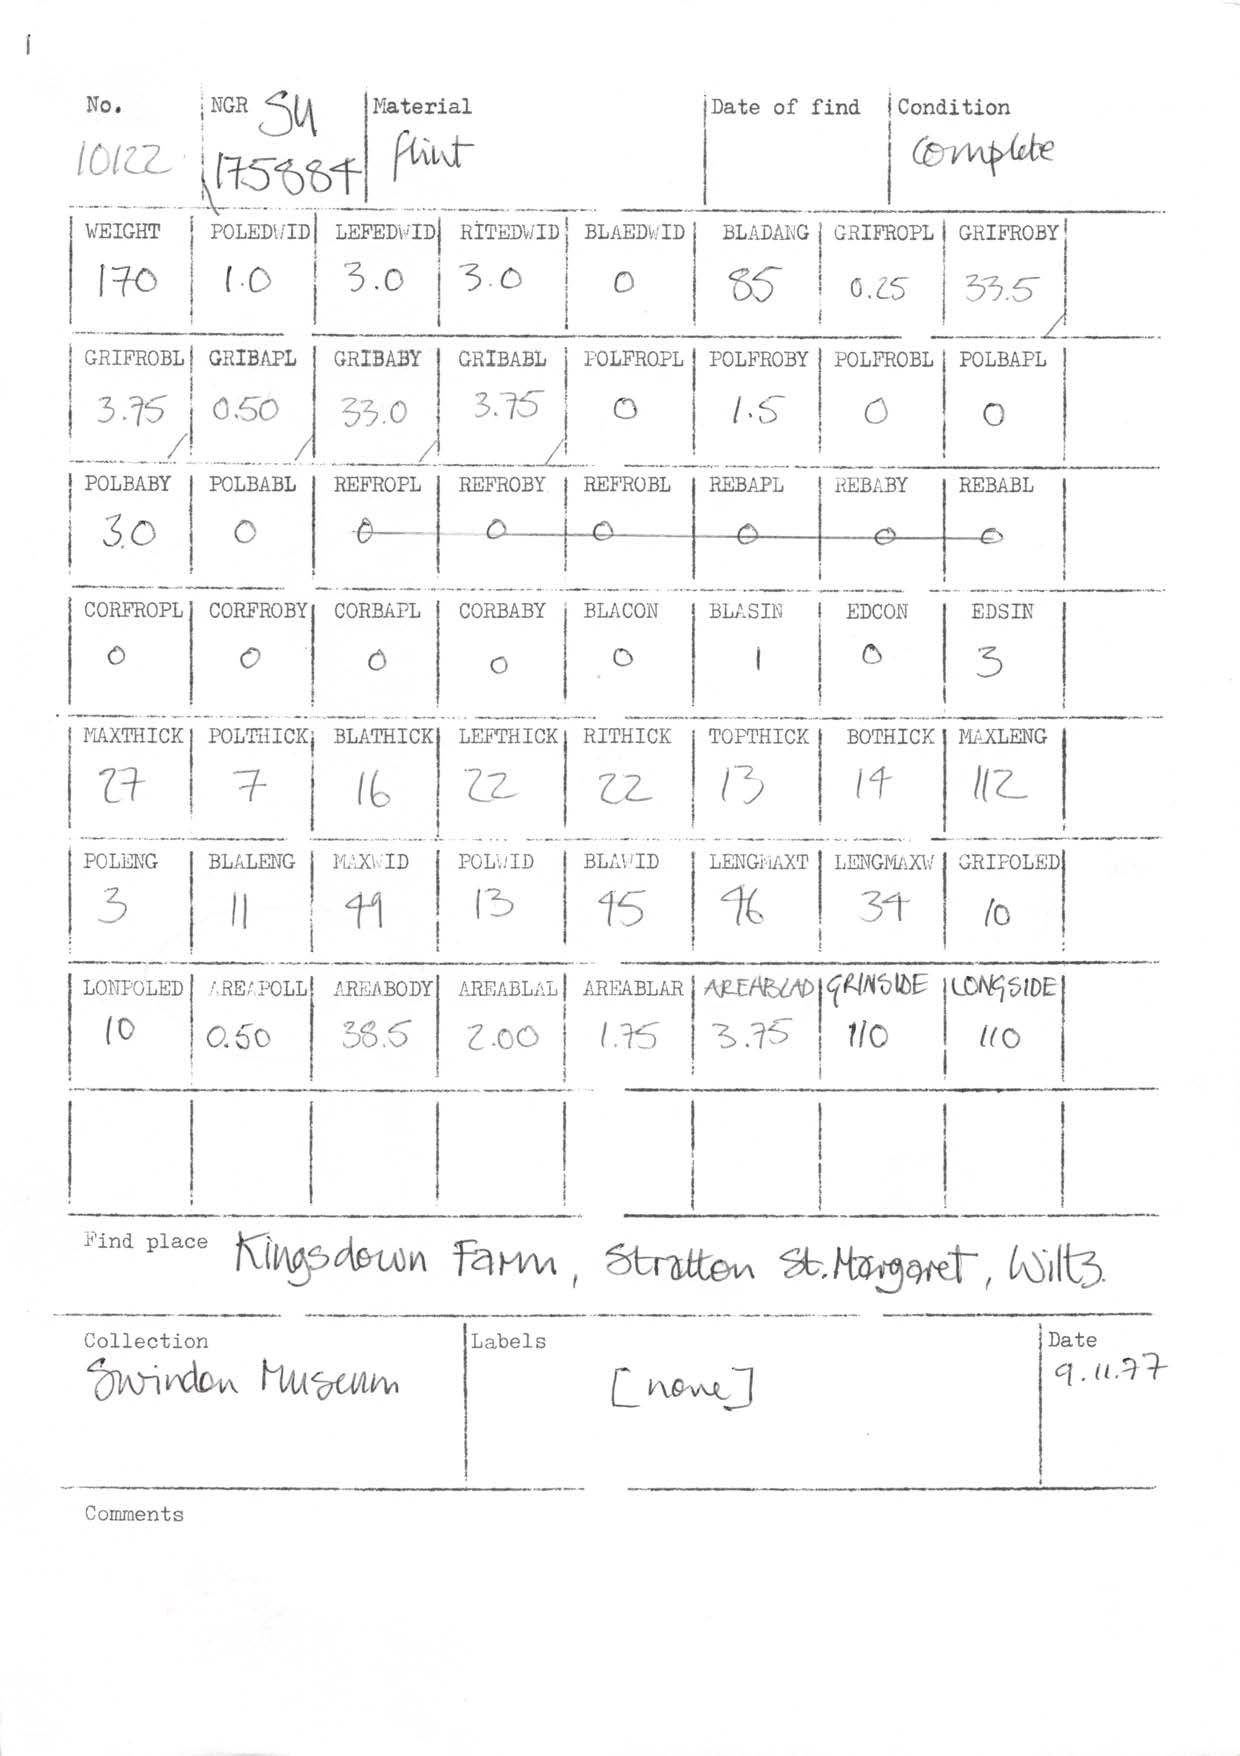 1
No. NGR SU Material Date of find Condition
10122 175884 flint complete
WEIGHT POLEDWID LEFEDWID RITEDWID BLAEDWID BLADANG GRIFROPL GRIFROBY
170 1.0 3.0 3.0 0 85 0.25 33.5
GRIFROBL GRIBAPL GRIBABY GRIBABL POLFROPL POLFROBY POLFROBL POLBAPL
3.75 0.50 33.0 3.75 0 1.5 0 0
POLBABY POLBABL REFROPL REFROBY REFROBL REBAPL REBABY REBABL
3.0 0 0 0 0 0 0 0
CORFROPL CORFROBY CORBAPL CORBABY BLACON BLASIN EDCON EDSIN
0 0 0 0 0 1 0 3
MAXTHICK POLTHICK BLATHICK LEFTHICK RITHICK TOPTHICK BOTHICK MAXLENG
27 7 16 22 22 13 14 112
POLENG BLALENG MAXWID POLWID BLAWID LENGMAXT LENGMAXW GRIPOLED
3 11 49 13 45 46 34 10
LONPOLED AREAPOLL AREABODY AREABLAL AREABLAR AREABLAD GRINSIDE LONGSIDE
10 0.50 38.5 2.00 1.75 3.75 110 110
Find place Kingsdown Farm, Stratton St. Margaret, Wilts.
Collection Labels Date
Swindon Museum [none] 9.11.77
Comments